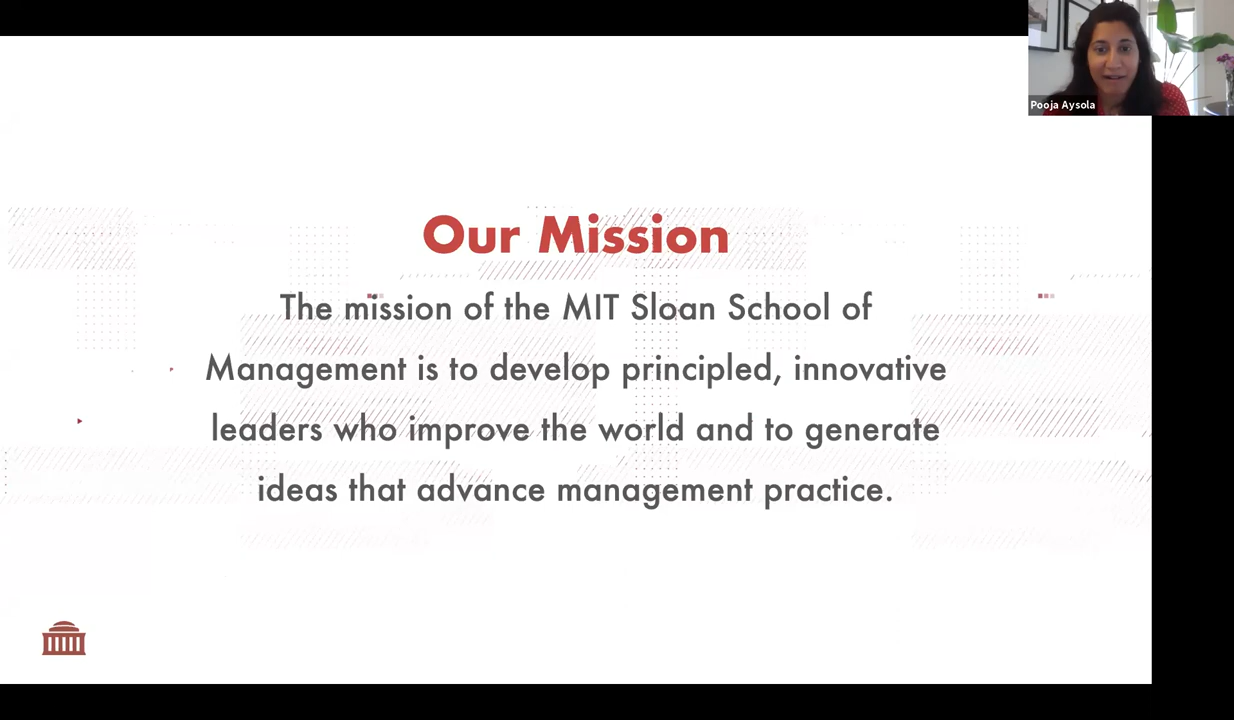 Pooja Aysola
Our Mission
The mission of the MIT Sloan School of
Management is to develop principled, innovative
leaders who improve the world and to generate
ideas that advance management practice.